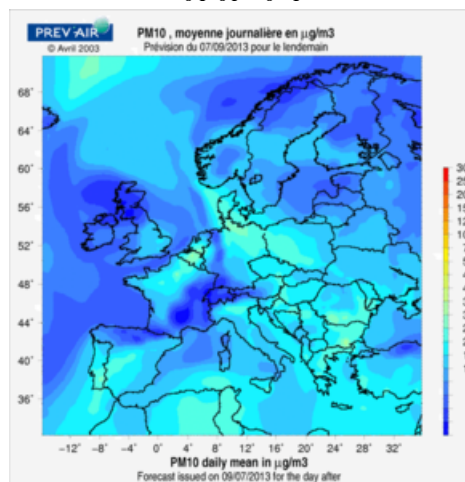 PREV'AIR
© Avril 2003
PM10 , moyenne journalière en µg/m3
Prévision du 07/09/2013 pour le lendemain
68°
64°
60°
56°
52°
48°
44°
40°
36°
−12° −8° −4° 0° 4° 8° 12° 16° 20° 24° 28° 32°
PM10 daily mean in µg/m3
Forecast issued on 09/07/2013 for the day after